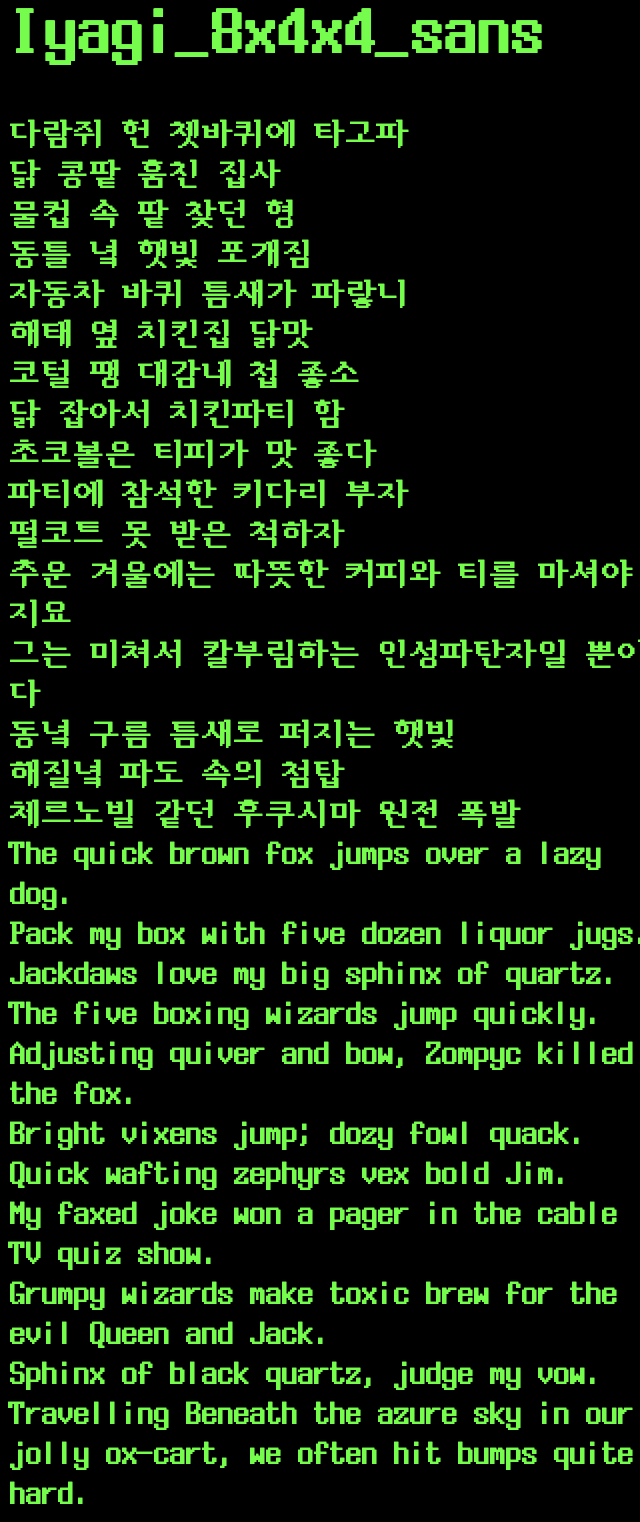 Iyagi_8x4x4_sans
다람쥐 헌 쳇바퀴에 타고파
닭 콩팥 훔친 집사
물컵 속 팥 찾던 형
동틀 녘 햇빛 포개짐
자동차 바퀴 틈새가 파랗니
해태 옆 치킨집 닭맛
코털 팽 대감네 첩 좋소
닭 잡아서 치킨파티 함
초코볼은 티피가 맛 좋다
파티에 참석한 키다리 부자
펄코트 못 받은 척하자
추운 겨울에는 따뜻한 커피와 티를 마셔야
지요
그는 미쳐서 칼부림하는 인성파탄자일 뿐이
다
동녘 구름 틈새로 퍼지는 햇빛
해질녘 파도 속의 첨탑
체르노빌 같던 후쿠시마 원전 폭발
The quick brown fox jumps over a lazy
dog.
Pack my box with five dozen liquor jugs.
Jackdaws love my big sphinx of quartz.
The five boxing wizards jump quickly.
Adjusting quiver and bow, Zompyc killed
the fox.
Bright vixens jump; dozy fowl quack.
Quick wafting zephyrs vex bold Jim.
My faxed joke won a pager in the cable
TV quiz show.
Grumpy wizards make toxic brew for the
evil Queen and Jack.
Sphinx of black quartz, judge my vow.
Travelling Beneath the azure sky in our
jolly ox-cart, we often hit bumps quite
hard.